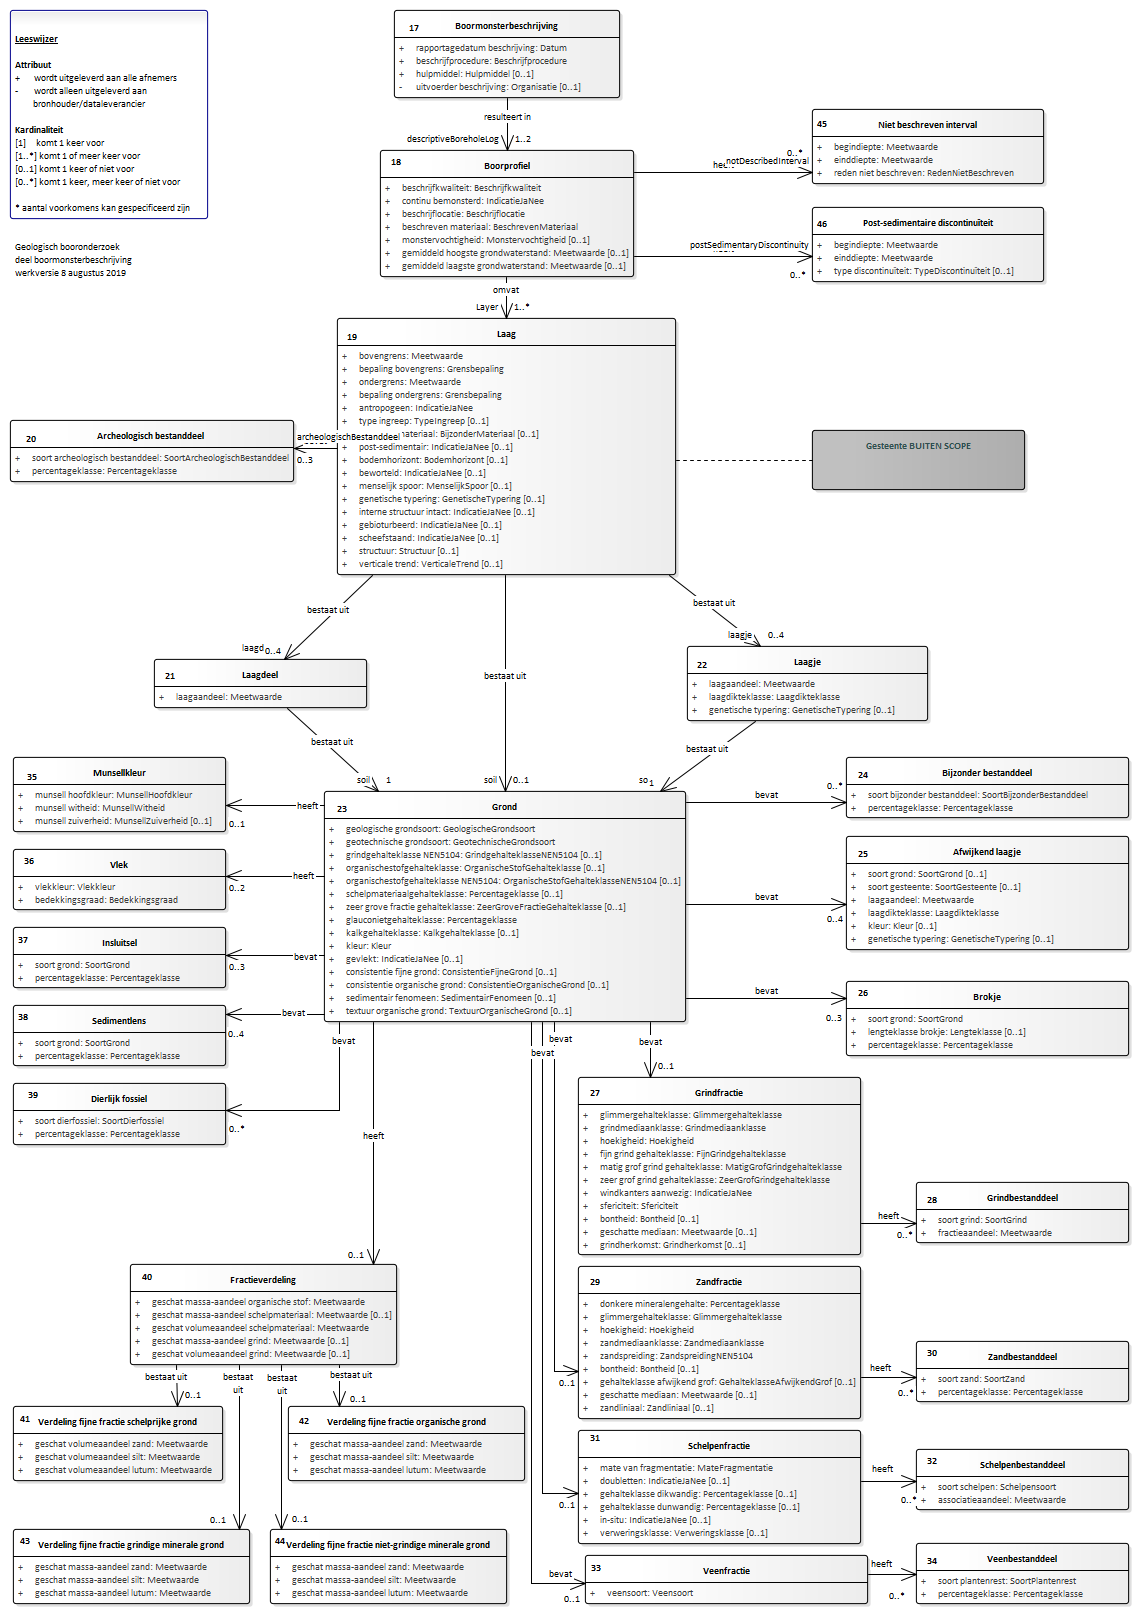 Leeswijzer
Attribuut
+ wordt uitgeleverd aan alle afnemers
- wordt alleen uitgeleverd aan
bronhouder/dataleverancier
Kardinaliteit
[1] komt 1 keer voor
[1..*] komt 1 of meer keer voor
[0..1] komt 1 keer of niet voor
[0..*] komt 1 keer, meer keer of niet voor
* aantal voorkomens kan gespecificeerd zijn
Geologisch booronderzoek
deel boormonsterbeschrijving
werkversie 8 augustus 2019
17 Boormonsterbeschrijving
+ rapportagedatum beschrijving: Datum
+ beschrijfprocedure: Beschrijfprocedure
+ hulpmiddel: Hulpmiddel [0..1]
- uitvoerder beschrijving: Organisatie [0..1]
resulteert in
descriptiveBoreholeLog 1..2
18 Boorprofiel
+ beschrijfkwaliteit: Beschrijfkwaliteit
+ continu bemonsterd: IndicatieJaNee
+ beschrijflocatie: Beschrijflocatie
+ beschreven materiaal: BeschrevenMateriaal
+ monstervochtigheid: Monstervochtigheid [0..1]
+ gemiddeld hoogste grondwaterstand: Meetwaarde [0..1]
+ gemiddeld laagste grondwaterstand: Meetwaarde [0..1]
notDescribedInterval
0..*
45 Niet beschreven interval
+ begindiepte: Meetwaarde
+ einddiepte: Meetwaarde
+ reden niet beschreven: RedenNietBeschreven
postSedimentaryDiscontinuity
0..*
46 Post-sedimentaire discontinuïteit
+ begindiepte: Meetwaarde
+ einddiepte: Meetwaarde
+ type discontinuïteit: TypeDiscontinuïteit [0..1]
omvat
Layer 1..*
19 Laag
+ bovengrens: Meetwaarde
+ bepaling bovengrens: Grensbepaling
+ ondergrens: Meetwaarde
+ bepaling ondergrens: Grensbepaling
+ antropogeen: IndicatieJaNee
+ type ingreep: TypeIngreep [0..1]
materiaal: BijzonderMateriaal [0..1]
+ post-sedimentair: IndicatieJaNee [0..1]
+ bodemhorizont: Bodemhorizont [0..1]
+ beworteld: IndicatieJaNee [0..1]
+ menselijk spoor: MenselijkSpoor [0..1]
+ genetische typering: GenetischeTypering [0..1]
+ interne structuur intact: IndicatieJaNee [0..1]
+ gebioturbeerd: IndicatieJaNee [0..1]
+ scheefstaand: IndicatieJaNee [0..1]
+ structuur: Structuur [0..1]
+ verticale trend: VerticaleTrend [0..1]
archeologischBestanddeel
0..3
20 Archeologisch bestanddeel
+ soort archeologisch bestanddeel: SoortArcheologischBestanddeel
+ percentageklasse: Percentageklasse
Gesteente BUITEN SCOPE
bestaat uit
laagd 0..4
21 Laagdeel
+ laagaandeel: Meetwaarde
bestaat uit
laagje 0..4
22 Laagje
+ laagaandeel: Meetwaarde
+ laagdikteklasse: Laagdikteklasse
+ genetische typering: GenetischeTypering [0..1]
bestaat uit
soil 1
bestaat uit
soil 0..1
bestaat uit
so 1
23 Grond
+ geologische grondsoort: GeologischeGrondsoort
+ geotechnische grondsoort: GeotechnischeGrondsoort
+ grindgehalteklasse NEN5104: GrindgehalteklasseNEN5104 [0..1]
+ organischestofgehalteklasse: OrganischeStofGehalteklasse [0..1]
+ organischestofgehalteklasse NEN5104: OrganischeStofGehalteklasseNEN5104 [0..1]
+ schelpmateriaalgehalteklasse: Percentageklasse [0..1]
+ zeer grove fractie gehalteklasse: ZeerGroveFractieGehalteklasse [0..1]
+ glauconietgehalteklasse: Percentageklasse
+ kalkgehalteklasse: Kalkgehalteklasse [0..1]
+ kleur: Kleur
+ gevlekt: IndicatieJaNee [0..1]
+ consistentie fijne grond: ConsistentieFijneGrond [0..1]
+ consistentie organische grond: ConsistentieOrganischeGrond [0..1]
+ sedimentair fenomeen: SedimentairFenomeen [0..1]
+ textuur organische grond: TextuurOrganischeGrond [0..1]
heeft
0..1
35 Munsellkleur
+ munsell hoofdkleur: MunsellHoofdkleur
+ munsell witheid: MunsellWitheid
+ munsell zuiverheid: MunsellZuiverheid [0..1]
heeft
0..2
36 Vlek
+ vlekkleur: Vlekkleur
+ bedekkingsgraad: Bedekkingsgraad
bevat
0..3
37 Insluitsel
+ soort grond: SoortGrond
+ percentageklasse: Percentageklasse
bevat
0..4
38 Sedimentlens
+ soort grond: SoortGrond
+ percentageklasse: Percentageklasse
bevat
0..*
39 Dierlijk fossiel
+ soort dierfossiel: SoortDierfossiel
+ percentageklasse: Percentageklasse
bevat
0..*
24 Bijzonder bestanddeel
+ soort bijzonder bestanddeel: SoortBijzonderBestanddeel
+ percentageklasse: Percentageklasse
bevat
0..4
25 Afwijkend laagje
+ soort grond: SoortGrond [0..1]
+ soort gesteente: SoortGesteente [0..1]
+ laagaandeel: Meetwaarde
+ laagdikteklasse: Laagdikteklasse
+ kleur: Kleur [0..1]
+ genetische typering: GenetischeTypering [0..1]
bevat
0..3
26 Brokje
+ soort grond: SoortGrond
+ lengteklasse brokje: Lengteklasse [0..1]
+ percentageklasse: Percentageklasse
bevat
0..1
27 Grindfractie
+ glimmergehalteklasse: Glimmergehalteklasse
+ grindmediaanklasse: Grindmediaanklasse
+ hoekigheid: Hoekigheid
+ fijn grind gehalteklasse: FijnGrindgehalteklasse
+ matig grof grind gehalteklasse: MatigGrofGrindgehalteklasse
+ zeer grof grind gehalteklasse: ZeerGrofGrindgehalteklasse
+ windkanters aanwezig: IndicatieJaNee
+ sfericiteit: Sfericiteit
+ bontheid: Bontheid [0..1]
+ geschatte mediaan: Meetwaarde [0..1]
+ grindherkomst: Grindherkomst [0..1]
heeft
0..*
28 Grindbestanddeel
+ soort grind: SoortGrind
+ fractieaandeel: Meetwaarde
bevat
0..1
29 Zandfractie
+ donkere mineralengehalte: Percentageklasse
+ glimmergehalteklasse: Glimmergehalteklasse
+ hoekigheid: Hoekigheid
+ zandmediaanklasse: Zandmediaanklasse
+ zandspreiding: ZandspreidingNEN5104
+ bontheid: Bontheid [0..1]
+ gehalteklasse afwijkend grof: GehalteklasseAfwijkendGrof [0..1]
+ geschatte mediaan: Meetwaarde [0..1]
+ zandliniaal: Zandliniaal [0..1]
heeft
0..*
30 Zandbestanddeel
+ soort zand: SoortZand
+ percentageklasse: Percentageklasse
bevat
0..1
31 Schelpenfractie
+ mate van fragmentatie: MateFragmentatie
+ doubletten: IndicatieJaNee [0..1]
+ gehalteklasse dikwandig: Percentageklasse [0..1]
+ gehalteklasse dunwandig: Percentageklasse [0..1]
+ in-situ: IndicatieJaNee [0..1]
+ verweringsklasse: Verweringsklasse [0..1]
heeft
0..*
32 Schelpenbestanddeel
+ soort schelpen: Schelpensoort
+ associatieaandeel: Meetwaarde
bevat
0..1
33 Veenfractie
+ veensoort: Veensoort
heeft
0..*
34 Veenbestanddeel
+ soort plantenrest: SoortPlantenrest
+ percentageklasse: Percentageklasse
heeft
0..1
40 Fractieverdeling
+ geschat massa-aandeel organische stof: Meetwaarde
+ geschat massa-aandeel schelpmateriaal: Meetwaarde [0..1]
+ geschat volumeaandeel schelpmateriaal: Meetwaarde
+ geschat massa-aandeel grind: Meetwaarde [0..1]
+ geschat volumeaandeel grind: Meetwaarde [0..1]
bestaat uit
0..1
41 Verdeling fijne fractie schelprijke grond
+ geschat volumeaandeel zand: Meetwaarde
+ geschat volumeaandeel silt: Meetwaarde
+ geschat volumeaandeel lutum: Meetwaarde
bestaat uit
0..1
42 Verdeling fijne fractie organische grond
+ geschat massa-aandeel zand: Meetwaarde
+ geschat massa-aandeel silt: Meetwaarde
+ geschat massa-aandeel lutum: Meetwaarde
bestaat
uit
0..1
43 Verdeling fijne fractie grindige minerale grond
+ geschat massa-aandeel zand: Meetwaarde
+ geschat massa-aandeel silt: Meetwaarde
+ geschat massa-aandeel lutum: Meetwaarde
bestaat
uit
0..1
44 Verdeling fijne fractie niet-grindige minerale grond
+ geschat massa-aandeel zand: Meetwaarde
+ geschat massa-aandeel silt: Meetwaarde
+ geschat massa-aandeel lutum: Meetwaarde